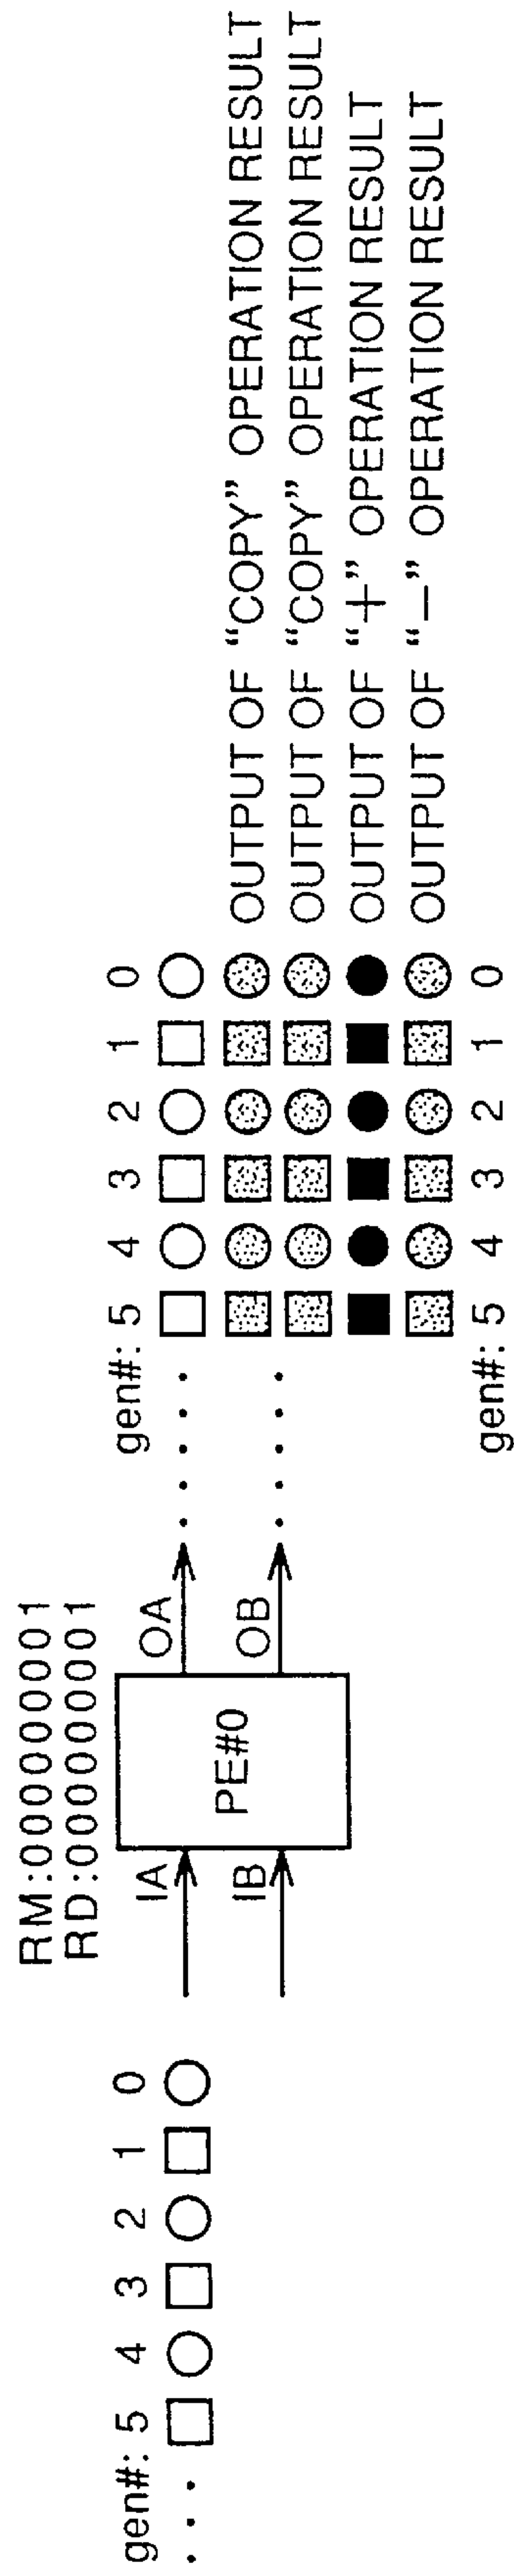 gen#: 5 4 3 2 1 0
RM:000000001
RD:000000001
IA
IB
PE#0
OA
OB
gen#: 5 4 3 2 1 0
OUTPUT OF “COPY” OPERATION RESULT
OUTPUT OF “COPY” OPERATION RESULT
OUTPUT OF “+” OPERATION RESULT
OUTPUT OF “−” OPERATION RESULT
gen#: 5 4 3 2 1 0